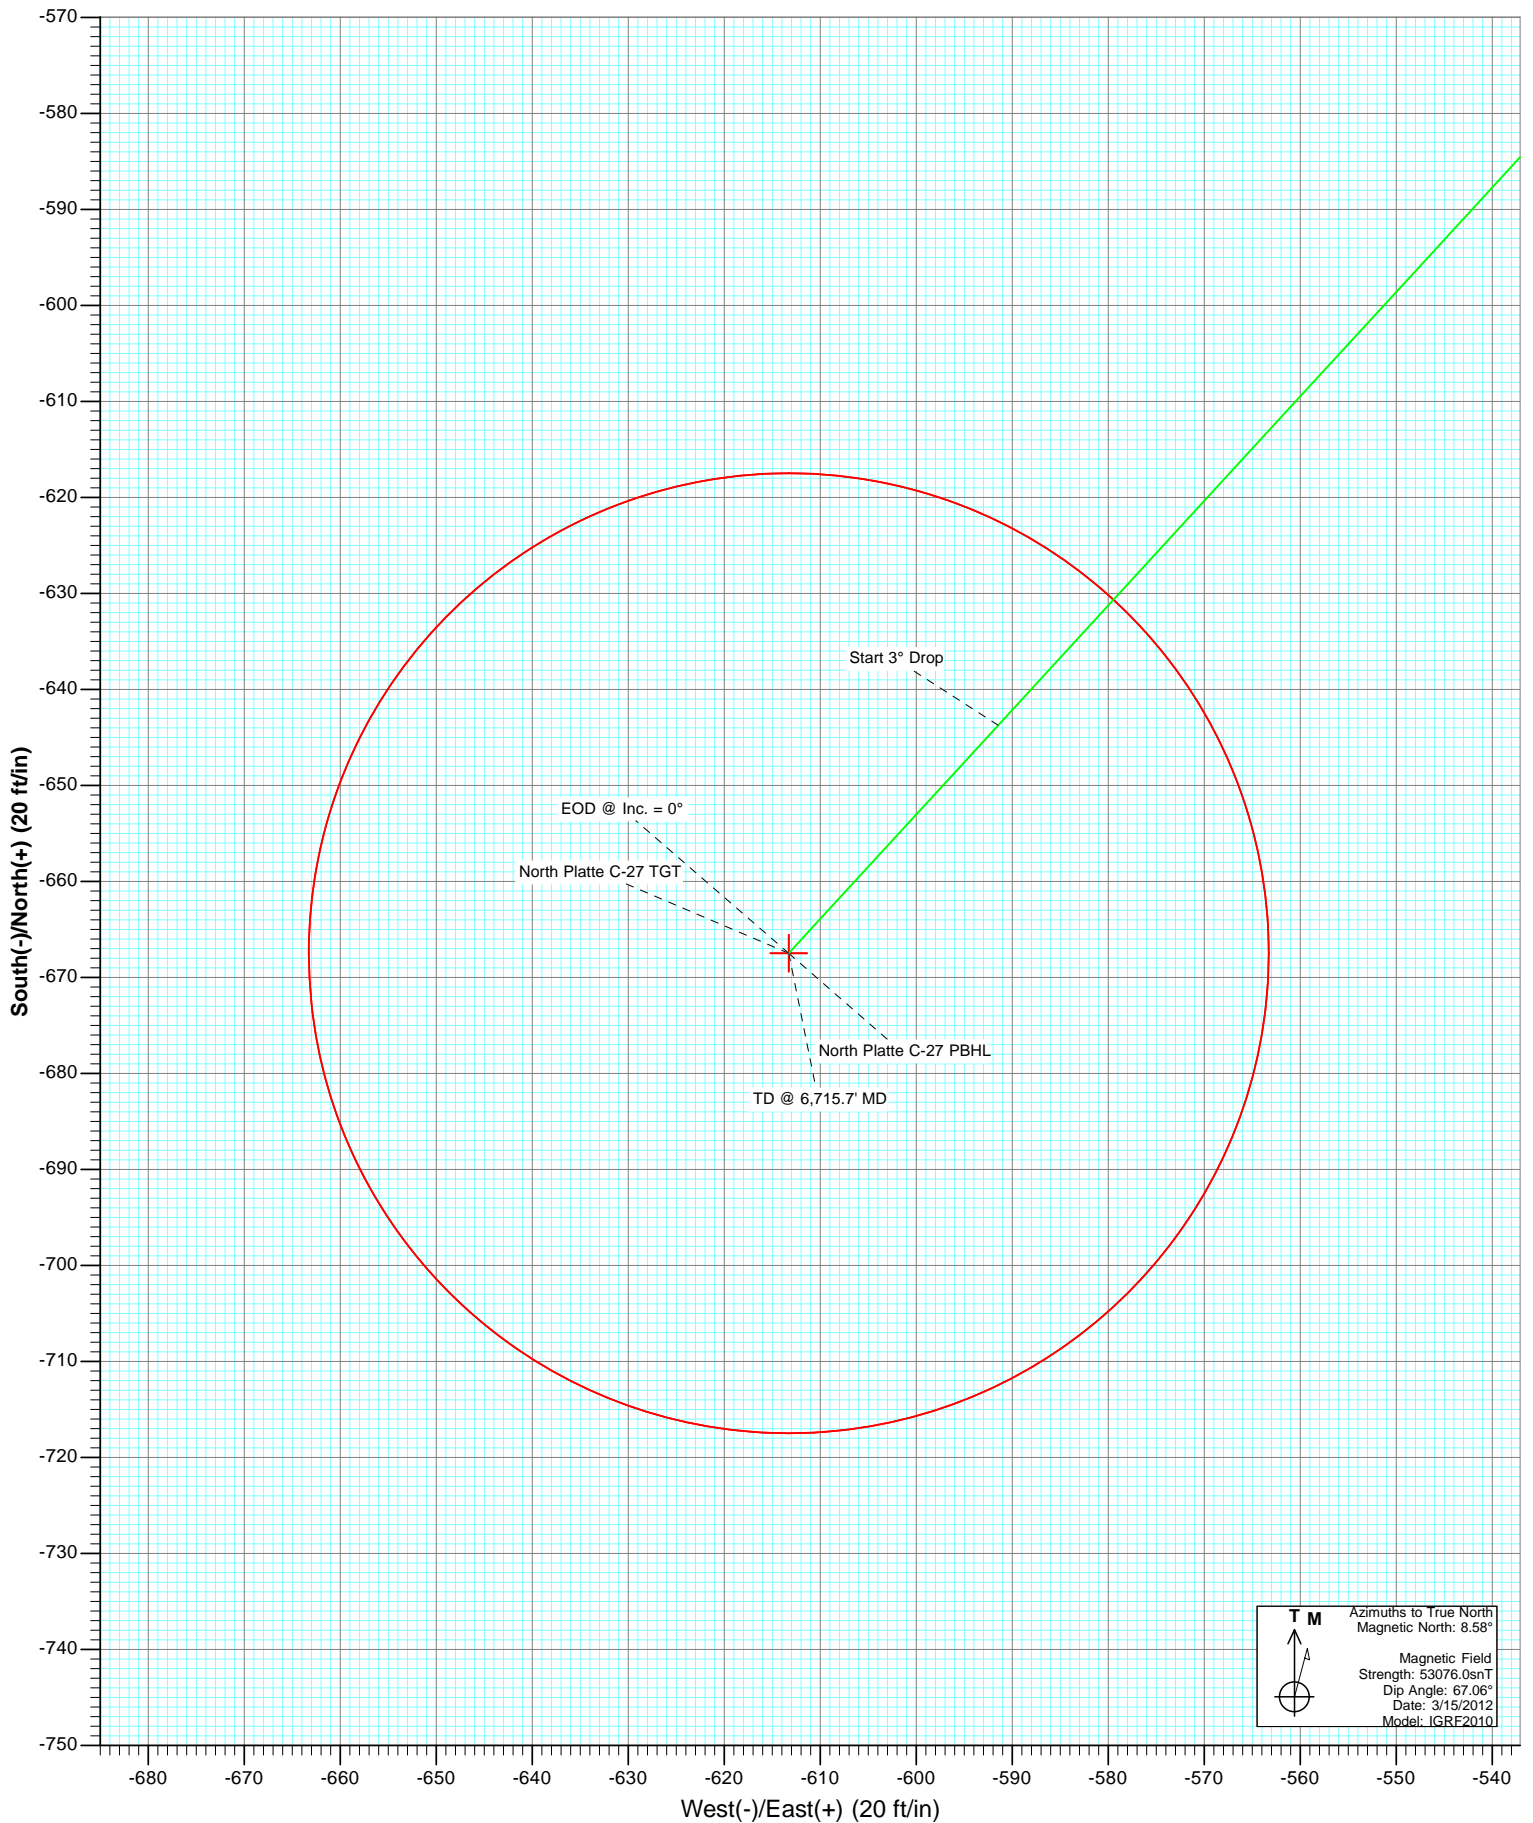 -570
-580
-590
-600
-610
-620
-630
-640
-650
-660
-670
-680
-690
-700
-710
-720
-730
-740
-750
South(-)/North(+) (20 ft/in)
Start 3° Drop
EOD @ Inc. = 0°
North Platte C-27 TGT
North Platte C-27 PBHL
TD @ 6,715.7' MD
T M
Azimuths to True North
Magnetic North: 8.58°
Magnetic Field
Strength: 53076.0snT
Dip Angle: 67.06°
Date: 3/15/2012
Model: IGRF2010
-680 -670 -660 -650 -640 -630 -620 -610 -600 -590 -580 -570 -560 -550 -540
West(-)/East(+) (20 ft/in)